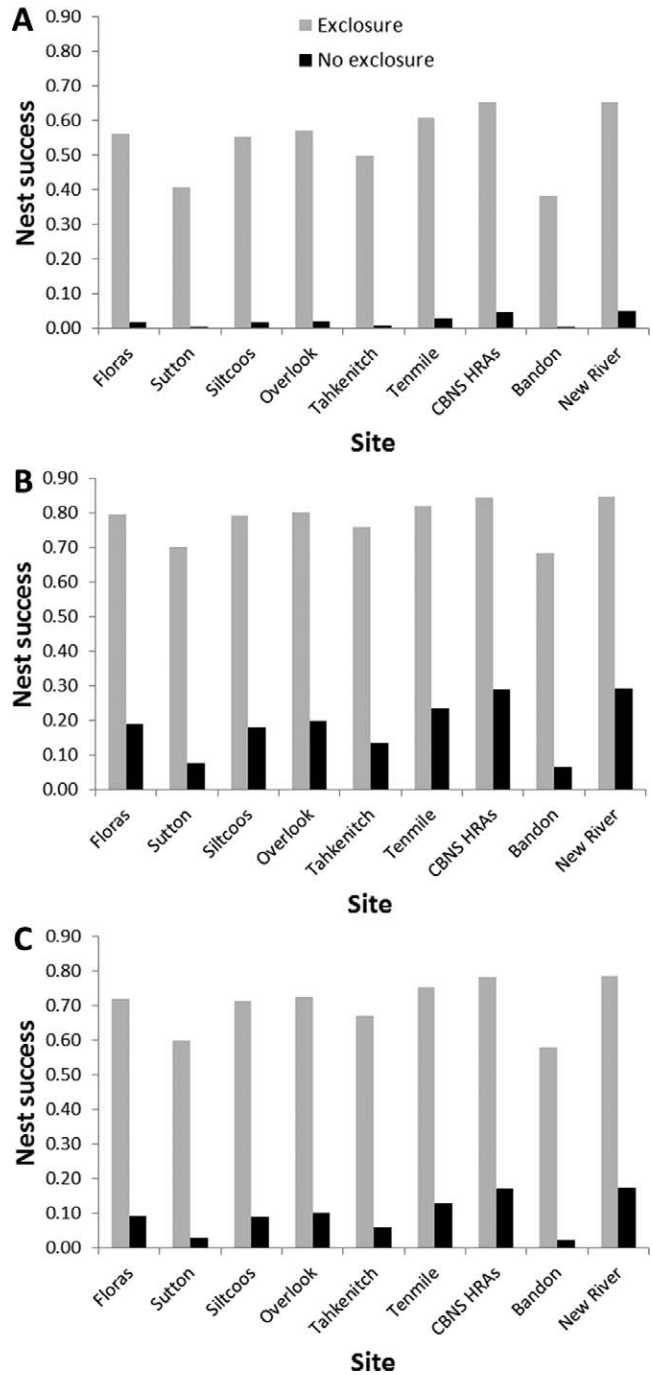 A
Exclosure
No exclosure
0.90
0.80
0.70
0.60
0.50
0.40
0.30
0.20
0.10
0.00
Nest success
Floras
Sutton
Siltcoos
Overlook
Tahkenitch
Tenmile
CBNS HRAs
Bandon
New River
Site
B
0.90
0.80
0.70
0.60
0.50
0.40
0.30
0.20
0.10
0.00
Nest success
Floras
Sutton
Siltcoos
Overlook
Tahkenitch
Tenmile
CBNS HRAs
Bandon
New River
Site
C
0.90
0.80
0.70
0.60
0.50
0.40
0.30
0.20
0.10
0.00
Nest success
Floras
Sutton
Siltcoos
Overlook
Tahkenitch
Tenmile
CBNS HRAs
Bandon
New River
Site